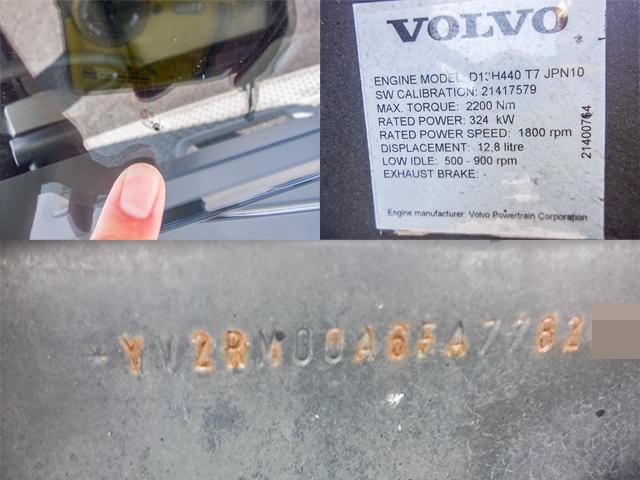 VOLVO
ENGINE MODEL: D13H440 T7 JPN10
SW CALIBRATION: 21417579
MAX. TORQUE: 2200 Nm
RATED POWER: 324 kW
RATED POWER SPEED: 1800 rpm
DISPLACEMENT: 12,8 litre
LOW IDLE: 500 - 900 rpm
EXHAUST BRAKE: -
21400764
Engine manufacturer: Volvo Powertrain Corporation